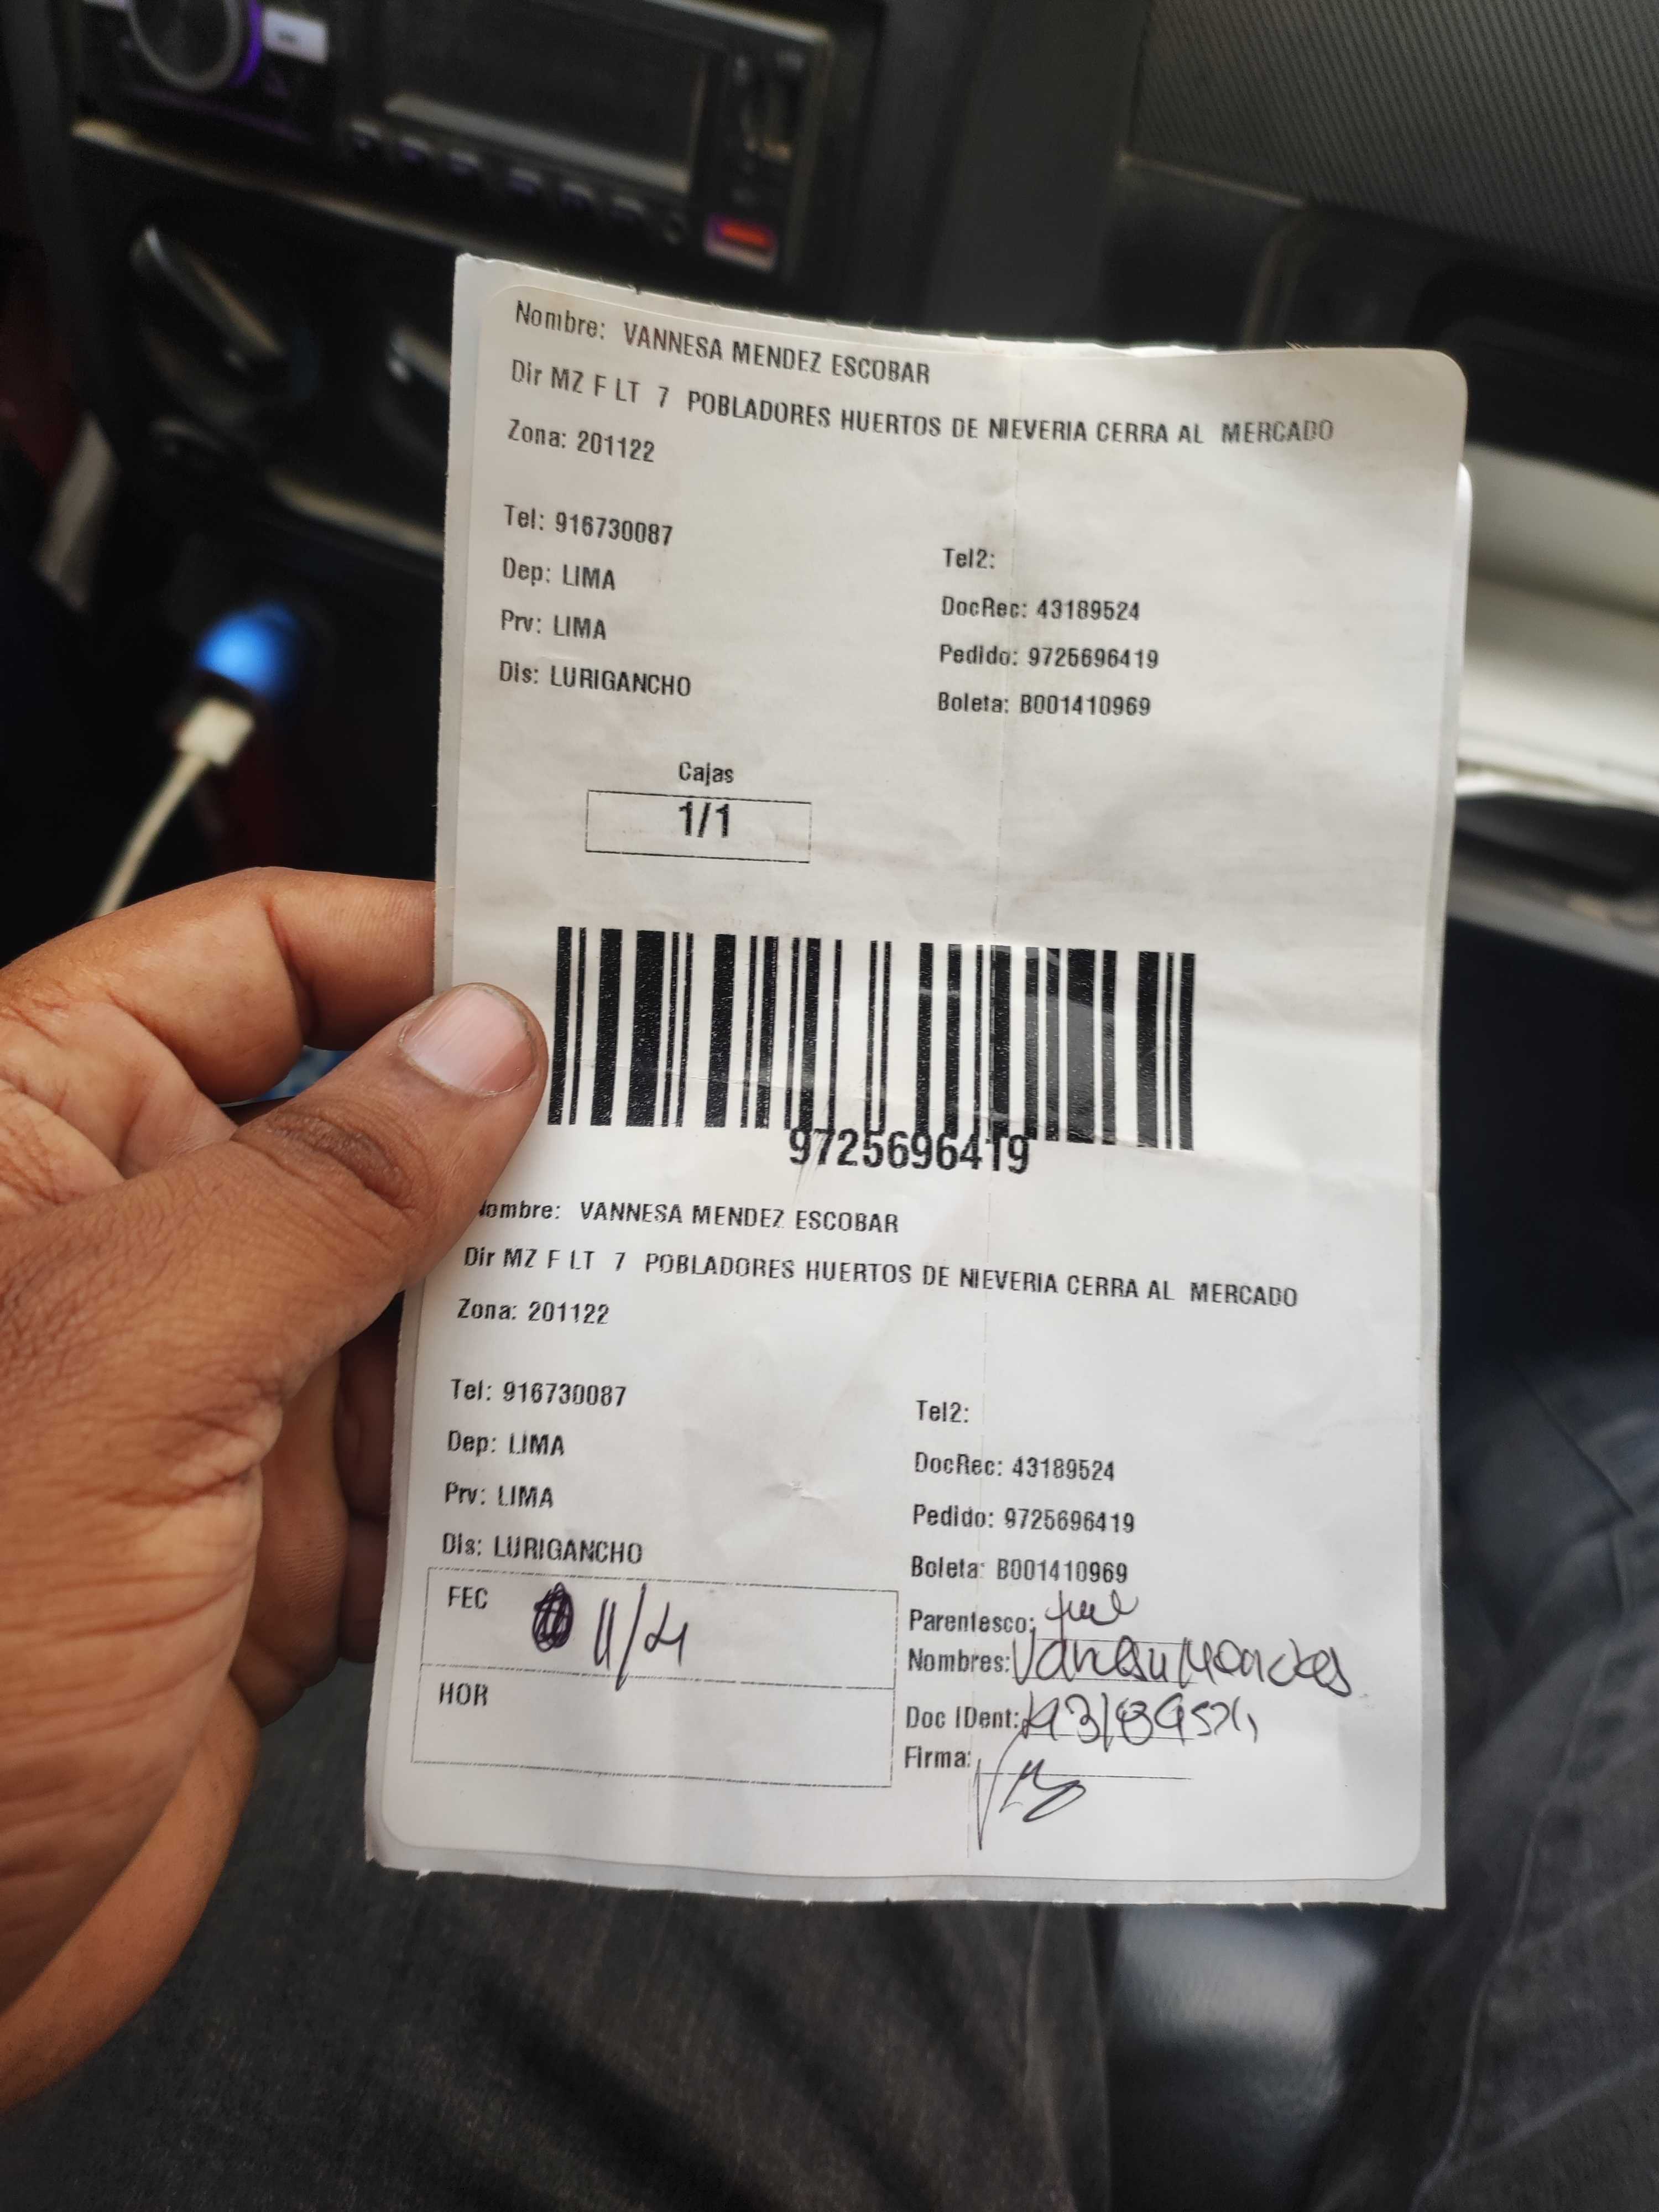 Nombre: VANNESA MENDEZ ESCOBAR
Dir MZ F LT 7 POBLADORES HUERTOS DE NIEVERIA CERRA AL MERCADO
Zona: 201122
Tel: 916730087
Tel2:
Dep: LIMA
DocRec: 43189524
Prv: LIMA
Pedido: 9725696419
Dis: LURIGANCHO
Boleta: B001410969
Cajas
1/1
9725696419
Nombre: VANNESA MENDEZ ESCOBAR
Dir MZ F LT 7 POBLADORES HUERTOS DE NIEVERIA CERRA AL MERCADO
Zona: 201122
Tel: 916730087
Tel2:
Dep: LIMA
DocRec: 43189524
Prv: LIMA
Pedido: 9725696419
Dis: LURIGANCHO
Boleta: B001410969
FEC 11/4
Parentesco:
Nombres:
HOR
Doc IDent:
Firma: